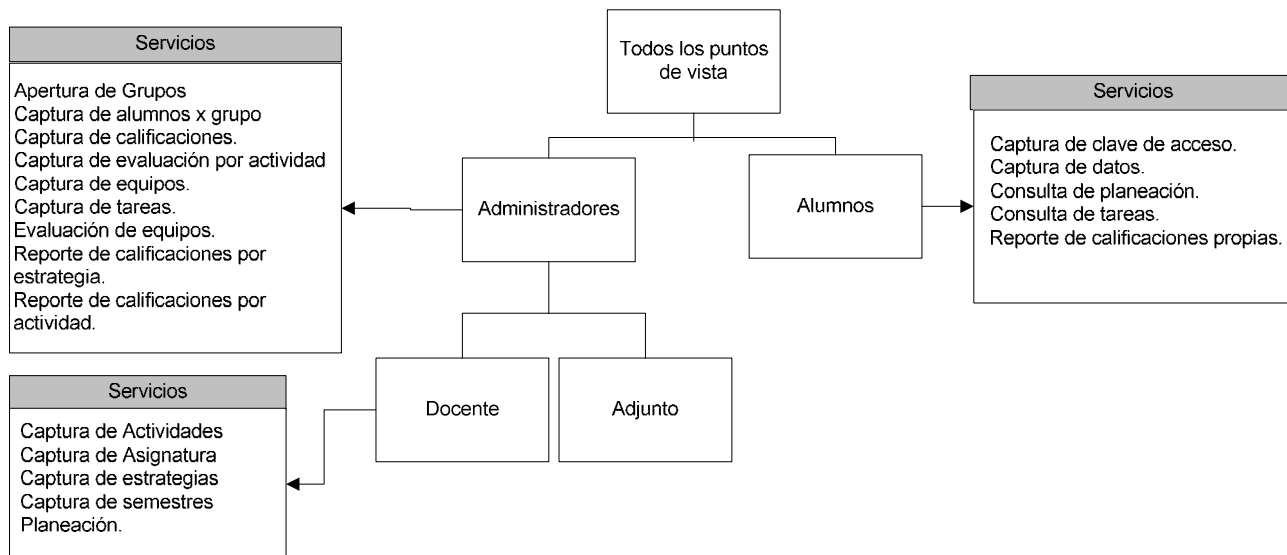 Servicios
Apertura de Grupos
Captura de alumnos x grupo
Captura de calificaciones.
Captura de evaluación por actividad
Captura de equipos.
Captura de tareas.
Evaluación de equipos.
Reporte de calificaciones por
estrategia.
Reporte de calificaciones por
actividad.
Todos los puntos
de vista
Administradores
Alumnos
Servicios
Captura de clave de acceso.
Captura de datos.
Consulta de planeación.
Consulta de tareas.
Reporte de calificaciones propias.
Docente
Adjunto
Servicios
Captura de Actividades
Captura de Asignatura
Captura de estrategias
Captura de semestres
Planeación.